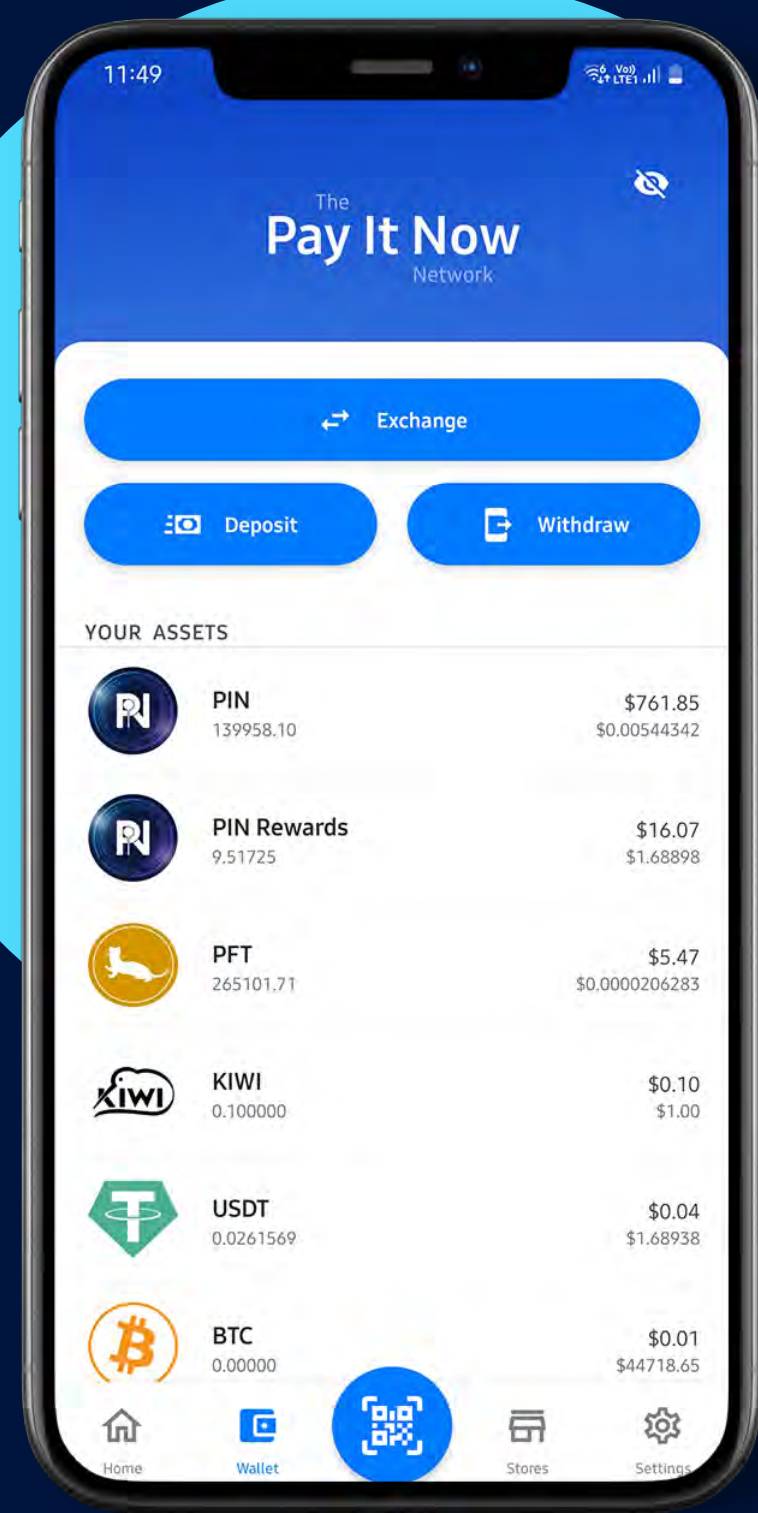 11:49
6 Vo)) LTE1
The
Pay It Now
Network
Exchange
Deposit
Withdraw
YOUR ASSETS
PIN
$761.85
139958.10
$0.00544342
PIN Rewards
$16.07
9.51725
$1.68898
PFT
$5.47
265101.71
$0.0000206283
KIWI
KIWI
$0.10
0.100000
$1.00
USDT
$0.04
0.0261569
$1.68938
BTC
$0.01
0.00000
$44718.65
Home
Wallet
Stores
Settings